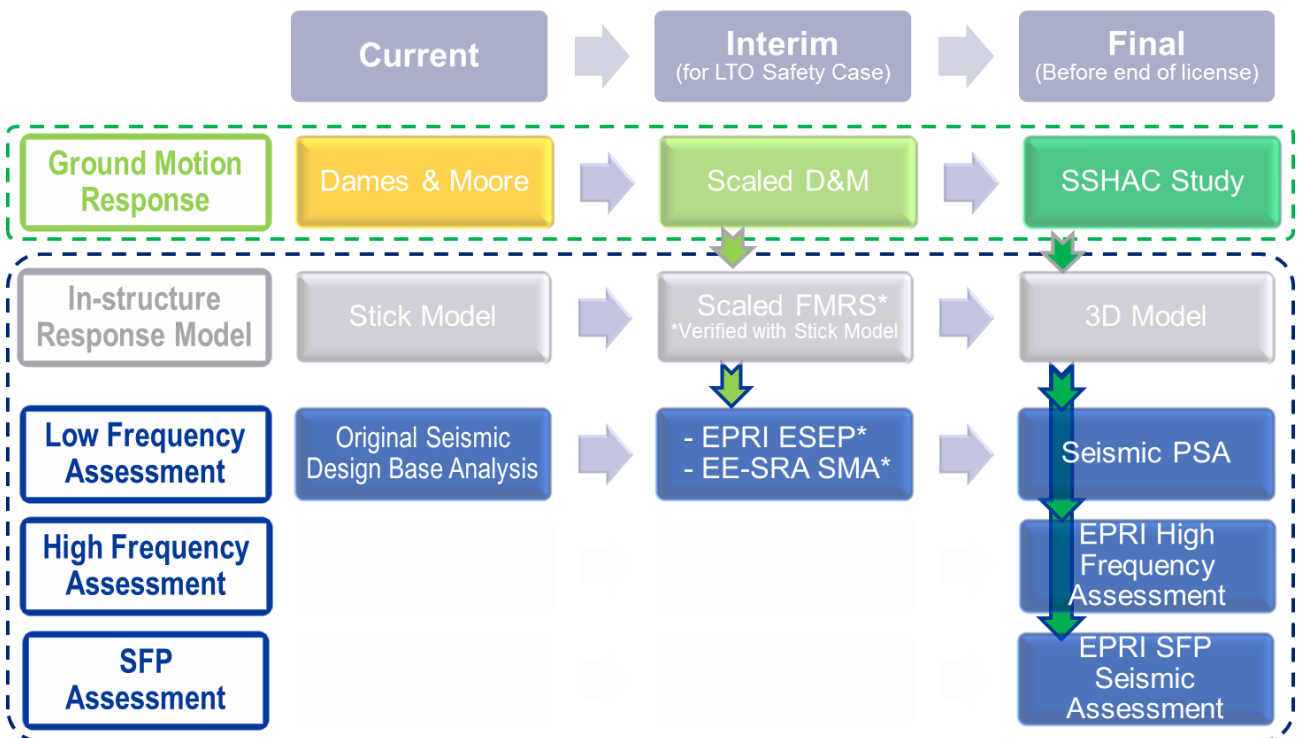 Current
Interim
(for LTO Safety Case)
Final
(Before end of license)
Ground Motion
Response
Dames & Moore
Scaled D&M
SSHAC Study
In-structure
Response Model
Stick Model
Scaled FMRS*
*Verified with Stick Model
3D Model
Low Frequency
Assessment
Original Seismic
Design Base Analysis
- EPRI ESEP*
- EE-SRA SMA*
Seismic PSA
High Frequency
Assessment
EPRI High
Frequency
Assessment
SFP
Assessment
EPRI SFP
Seismic
Assessment